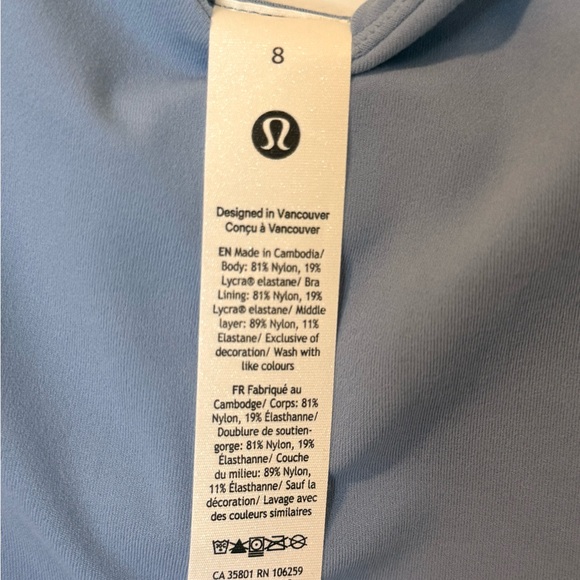 8
Designed in Vancouver
Conçu à Vancouver
EN Made in Cambodia/
Body: 81% Nylon, 19%
Lycra® elastane/ Bra
Lining: 81% Nylon, 19%
Lycra® elastane/ Middle
layer: 89% Nylon, 11%
Elastane/ Exclusive of
decoration/ Wash with
like colours
FR Fabriqué au
Cambodge/ Corps: 81%
Nylon, 19% Élasthanne/
Doublure de soutien-
gorge: 81% Nylon, 19%
Élasthanne/ Couche
du milieu: 89% Nylon,
11% Élasthanne/ Sauf la
décoration/ Lavage avec
des couleurs similaires
CA 35801 RN 106259